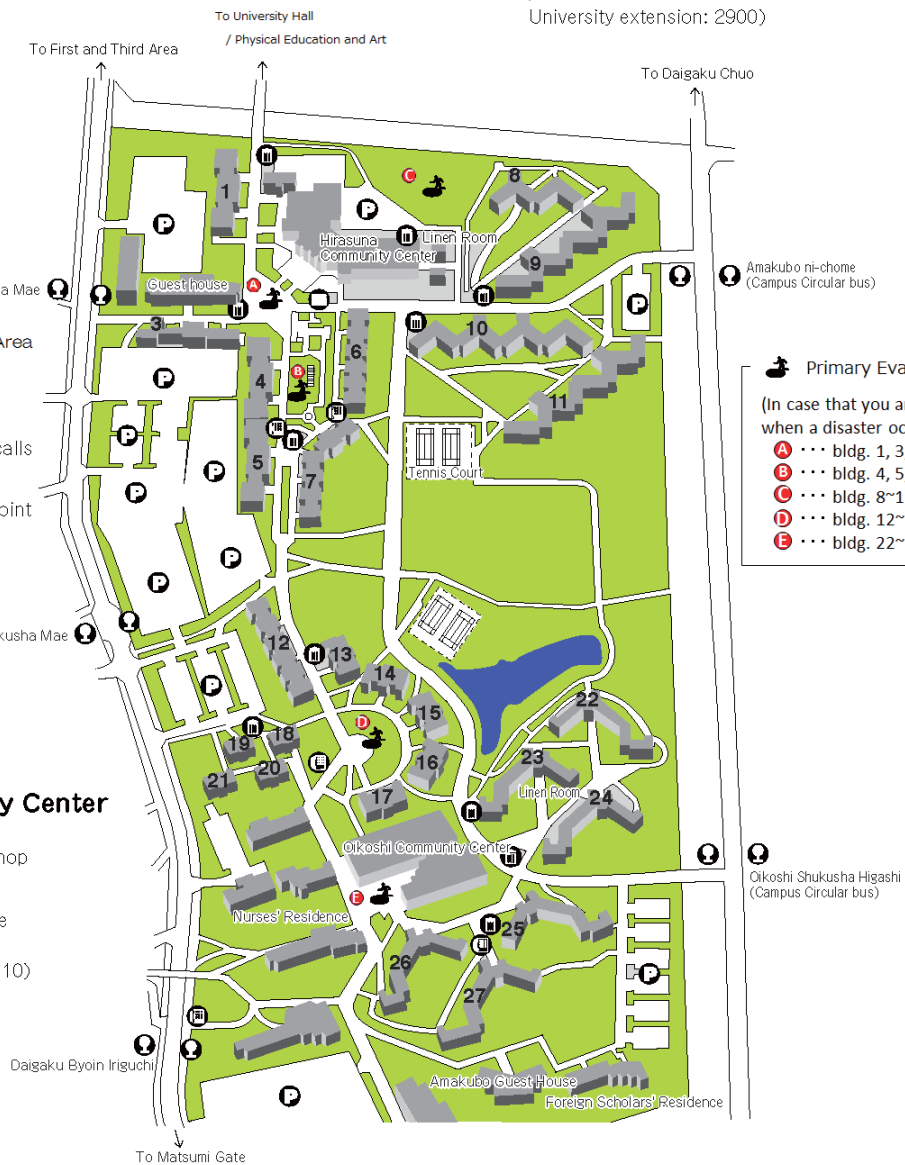 University extension: 2900)
To University Hall
/ Physical Education and Art
To First and Third Area
To Daigaku Chuo
1
P
C
8
P
Hirasuna
Community Center
Linen Room
9
a Mae
Guest house
A
Amakubo ni-chome
(Campus Circular bus)
P
3
10
6
Area
P
4
B
11
Primary Eva
(In case that you ar
when a disaster oc
A ・・・ bldg. 1, 3
B ・・・ bldg. 4, 5
C ・・・ bldg. 8~1
D ・・・ bldg. 12~
E ・・・ bldg. 22~
P
calls
5
P
7
Tennis Court
P
oint
P
P
kusha Mae
12
13
14
P
15
22
D
18
19
16
23
20
21
17
Linen Room
24
y Center
Oikoshi Community Center
hop
Oikoshi Shukusha Higashi
(Campus Circular bus)
E
Nurses' Residence
e
25
26
10)
P
27
Daigaku Byoin Iriguchi
Amakubo Guest House
P
Foreign Scholars' Residence
To Matsumi Gate